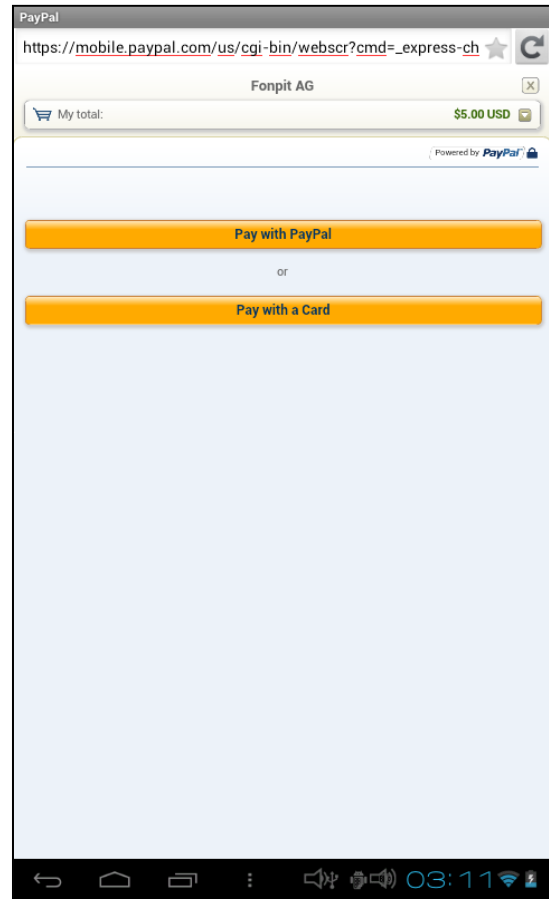 PayPal
https://mobile.paypal.com/us/cgi-bin/webscr?cmd=_express-ch
Fonpit AG
My total: $5.00 USD
Powered by PayPal
Pay with PayPal
or
Pay with a Card
03:11